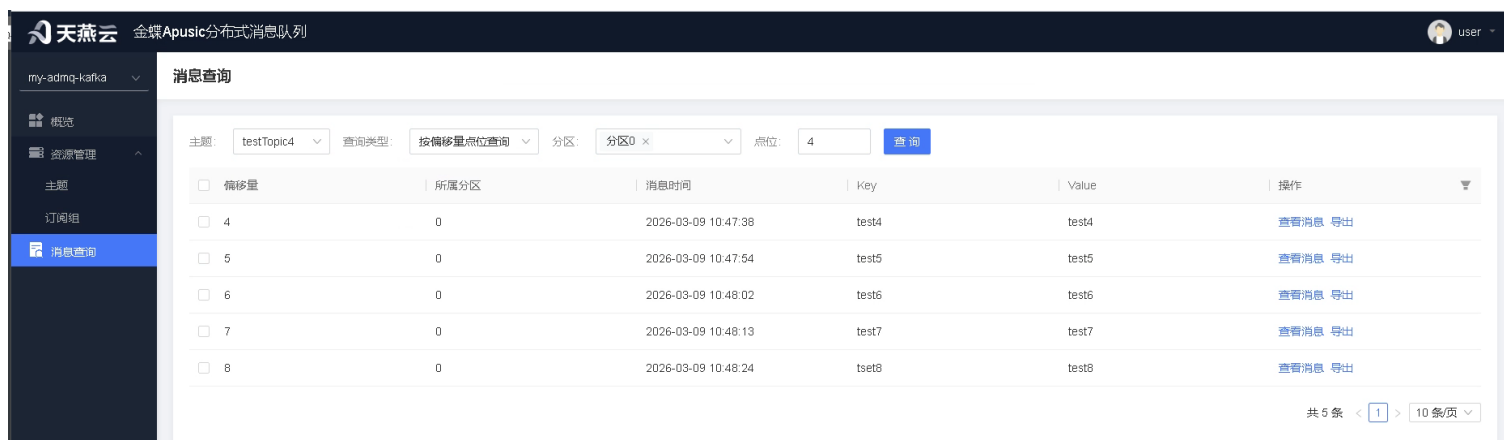 天燕云 金蝶Apusic分布式消息队列 user
my-admq-kafka
消息查询
概览
资源管理
主题
订阅组
消息查询
主题: testTopic4 查询类型: 按偏移量点位查询 分区: 分区0 × 点位: 4 查询
偏移量 所属分区 消息时间 Key Value 操作
4 0 2026-03-09 10:47:38 test4 test4 查看消息 导出
5 0 2026-03-09 10:47:54 test5 test5 查看消息 导出
6 0 2026-03-09 10:48:02 test6 test6 查看消息 导出
7 0 2026-03-09 10:48:13 test7 test7 查看消息 导出
8 0 2026-03-09 10:48:24 tset8 test8 查看消息 导出
共 5 条 < 1 > 10 条/页